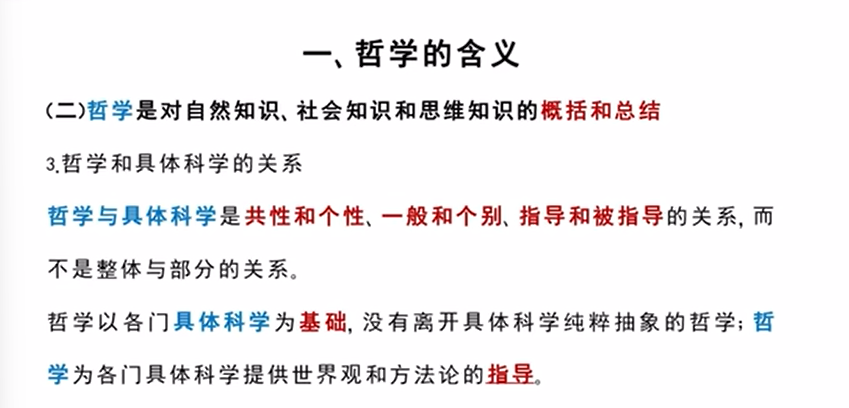 一、哲学的含义
(二)哲学是对自然知识、社会知识和思维知识的概括和总结
3.哲学和具体科学的关系
哲学与具体科学是共性和个性、一般和个别、指导和被指导的关系, 而
不是整体与部分的关系。
哲学以各门具体科学为基础, 没有离开具体科学纯粹抽象的哲学; 哲
学为各门具体科学提供世界观和方法论的指导。